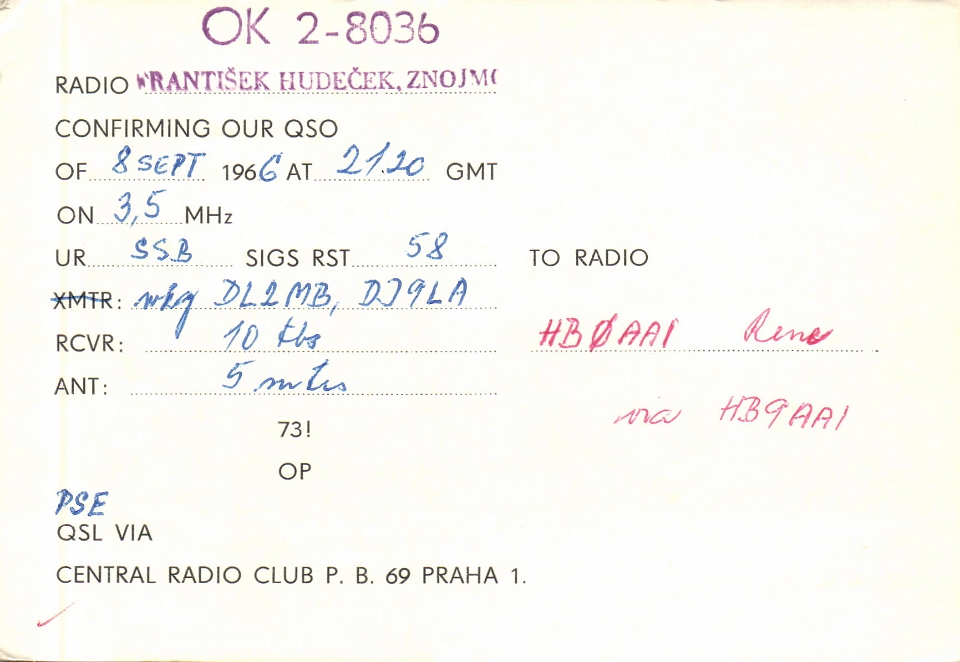 OK 2-8036
RADIO FRANTIŠEK HUDEČEK, ZNOJMO
CONFIRMING OUR QSO
OF 8 SEPT 1966 AT 21.20 GMT
ON 3,5 MHz
UR SSB SIGS RST 58 TO RADIO
XMTR: wkg DL2MB, DJ9LA
RCVR: 10 tbs HBØAAI Rene
ANT: 5 mtrs
via HB9AAI
73!
OP
PSE
QSL VIA
CENTRAL RADIO CLUB P. B. 69 PRAHA 1.